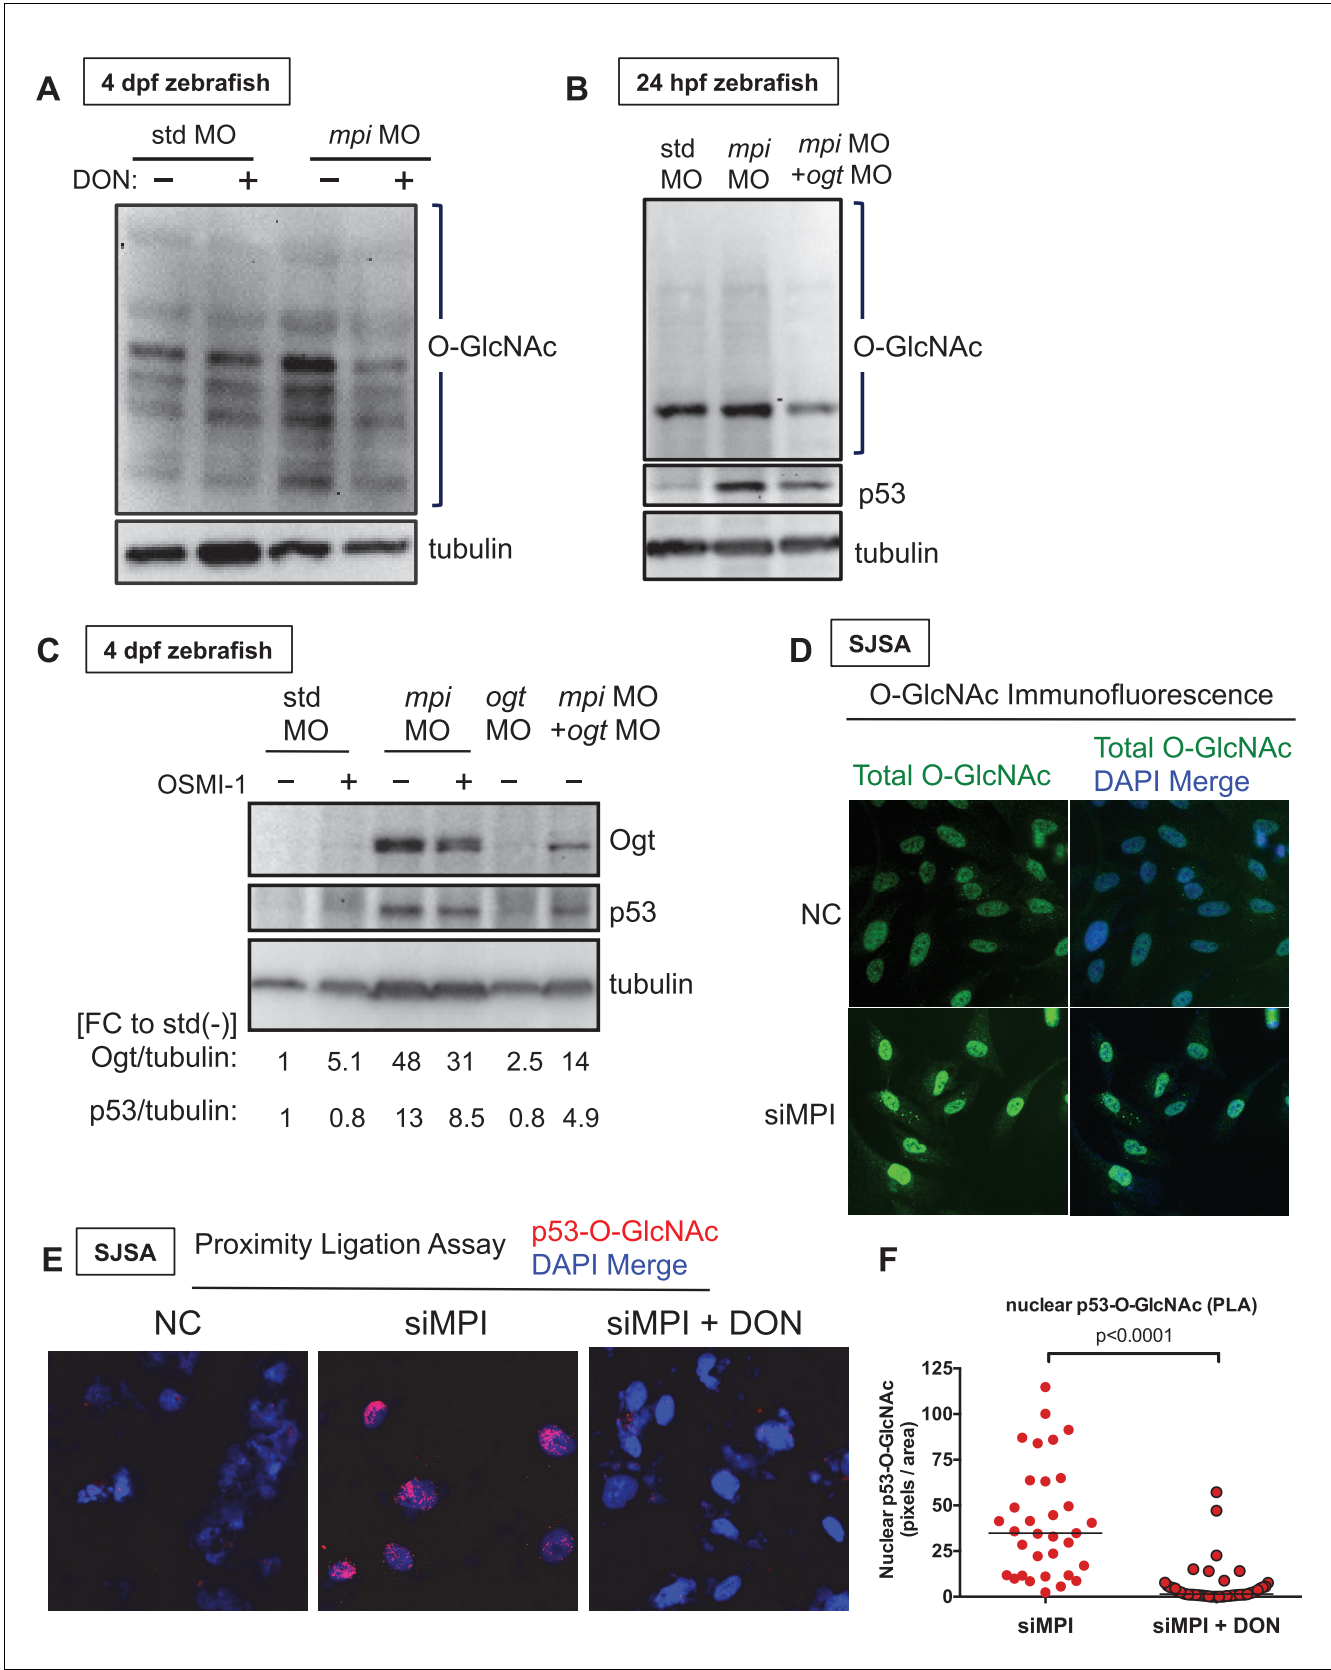 A
4 dpf zebrafish
std MO
mpi MO
DON: – + – +
O-GlcNAc
tubulin
B
24 hpf zebrafish
std MO
mpi MO
mpi MO +ogt MO
O-GlcNAc
p53
tubulin
C
4 dpf zebrafish
std MO
mpi MO
ogt MO
mpi MO +ogt MO
OSMI-1 – + – + – –
Ogt
p53
tubulin
[FC to std(-)]
Ogt/tubulin: 1 5.1 48 31 2.5 14
p53/tubulin: 1 0.8 13 8.5 0.8 4.9
D
SJSA
O-GlcNAc Immunofluorescence
Total O-GlcNAc
Total O-GlcNAc
DAPI Merge
NC
siMPI
E
SJSA
Proximity Ligation Assay
p53-O-GlcNAc
DAPI Merge
NC
siMPI
siMPI + DON
F
nuclear p53-O-GlcNAc (PLA)
p<0.0001
Nuclear p53-O-GlcNAc
(pixels / area)
125
100
75
50
25
0
siMPI
siMPI + DON